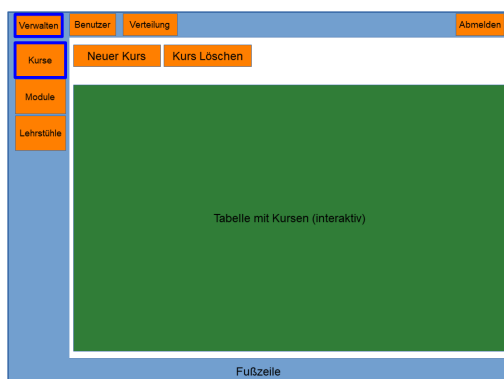 Verwalten Benutzer Verteilung Abmelden
Kurse Neuer Kurs Kurs Löschen
Module
Lehrstühle
Tabelle mit Kursen (interaktiv)
Fußzeile